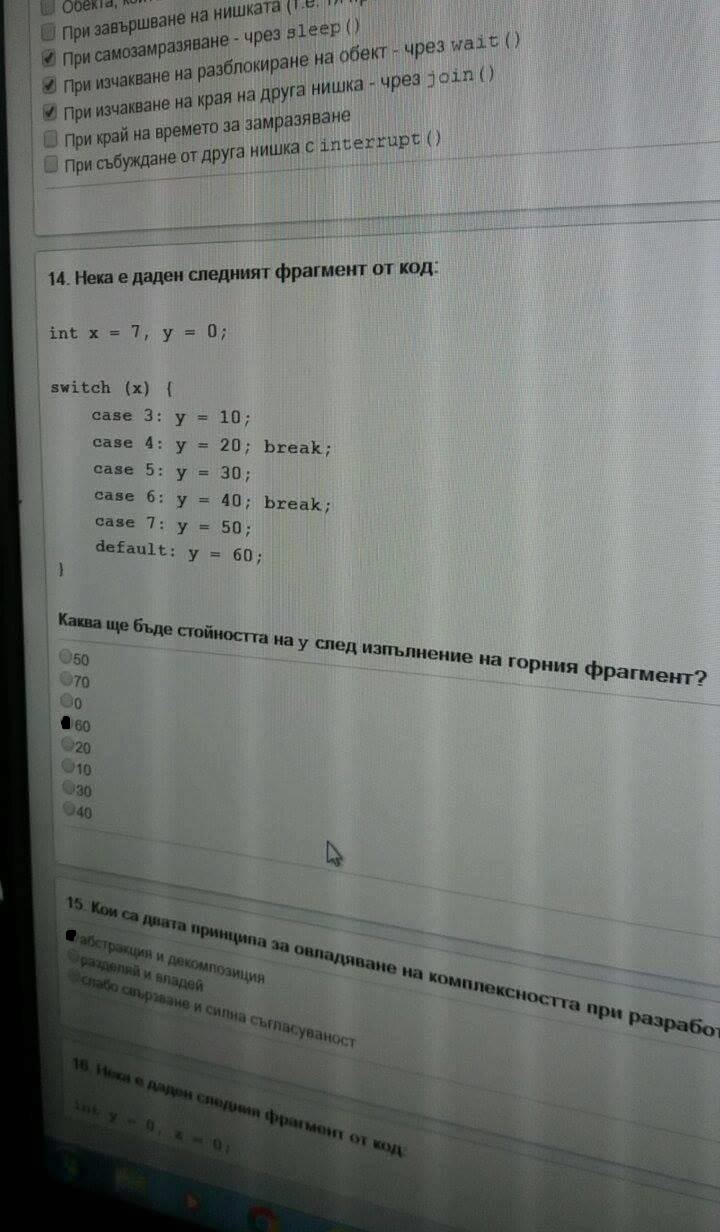 Обекта,
При завършване на нишката (т.е.
При самозамразяване - чрез sleep()
При изчакване на разблокиране на обект - чрез wait()
При изчакване на края на друга нишка - чрез join()
При край на времето за замразяване
При събуждане от друга нишка с interrupt()
14. Нека е даден следният фрагмент от код:
int x = 7, y = 0;
switch (x) {
case 3: y = 10;
case 4: y = 20; break;
case 5: y = 30;
case 6: y = 40; break;
case 7: y = 50;
default: y = 60;
}
Каква ще бъде стойността на y след изпълнение на горния фрагмент?
50
70
0
60
20
10
30
40
15. Кои са двата принципа за овладяване на комплексността при разработ
абстракция и декомпозиция
разделяй и владей
слабо свързване и силна съгласуваност
16. Нека е даден следния фрагмент от код:
int y = 0, z = 0;